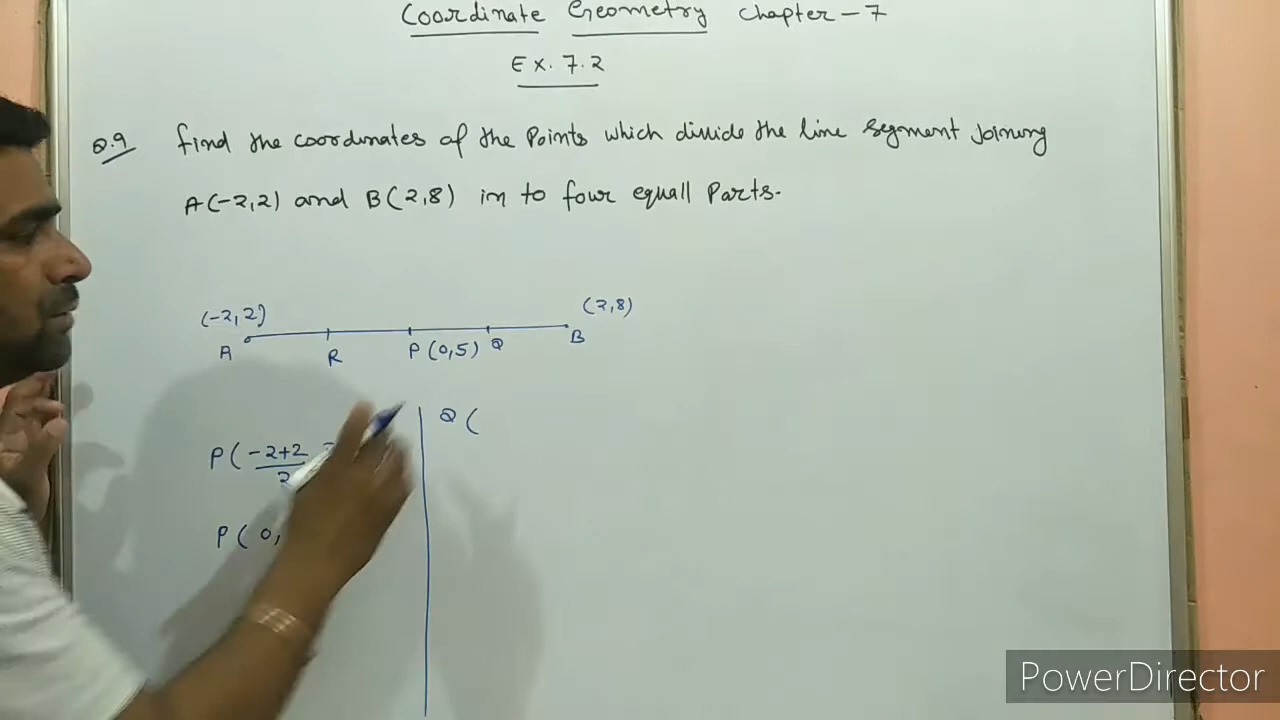 Coordinate Geometry Chapter-7
Ex. 7.2
Q.9 find the coordinates of the Points which divide the line segment Joining
A(-2,2) and B(2,8) in to four equall Parts.
(-2,2) (2,8)
A R P(0,5) Q B
Q (
P( -2+2
2
P( 0,
PowerDirector